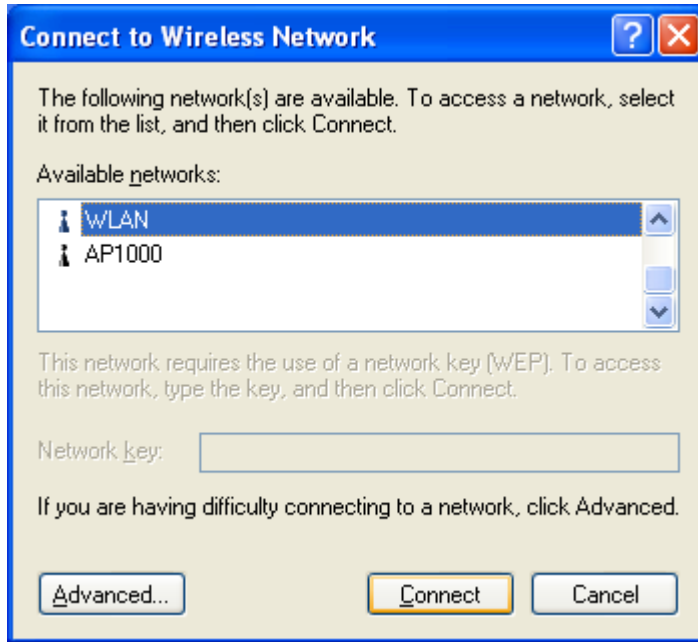 Connect to Wireless Network
The following network(s) are available. To access a network, select
it from the list, and then click Connect.
Available networks:
WLAN
AP1000
This network requires the use of a network key (WEP). To access
this network, type the key, and then click Connect.
Network key:
If you are having difficulty connecting to a network, click Advanced.
Advanced... Connect Cancel